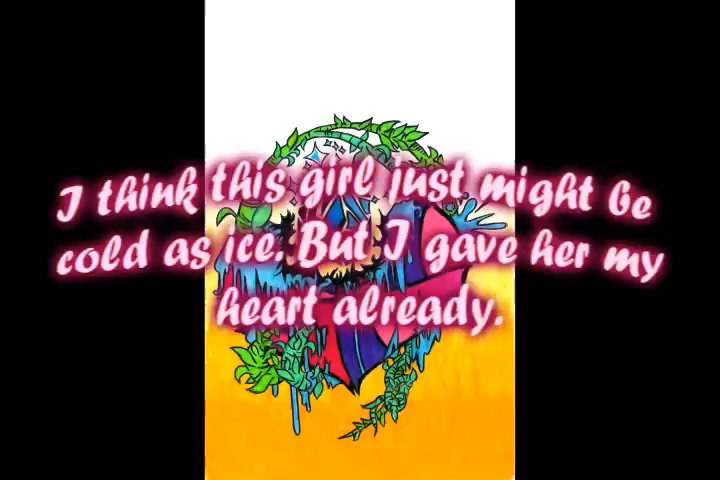 I think this girl just might be
cold as ice. But I gave her my
heart already.